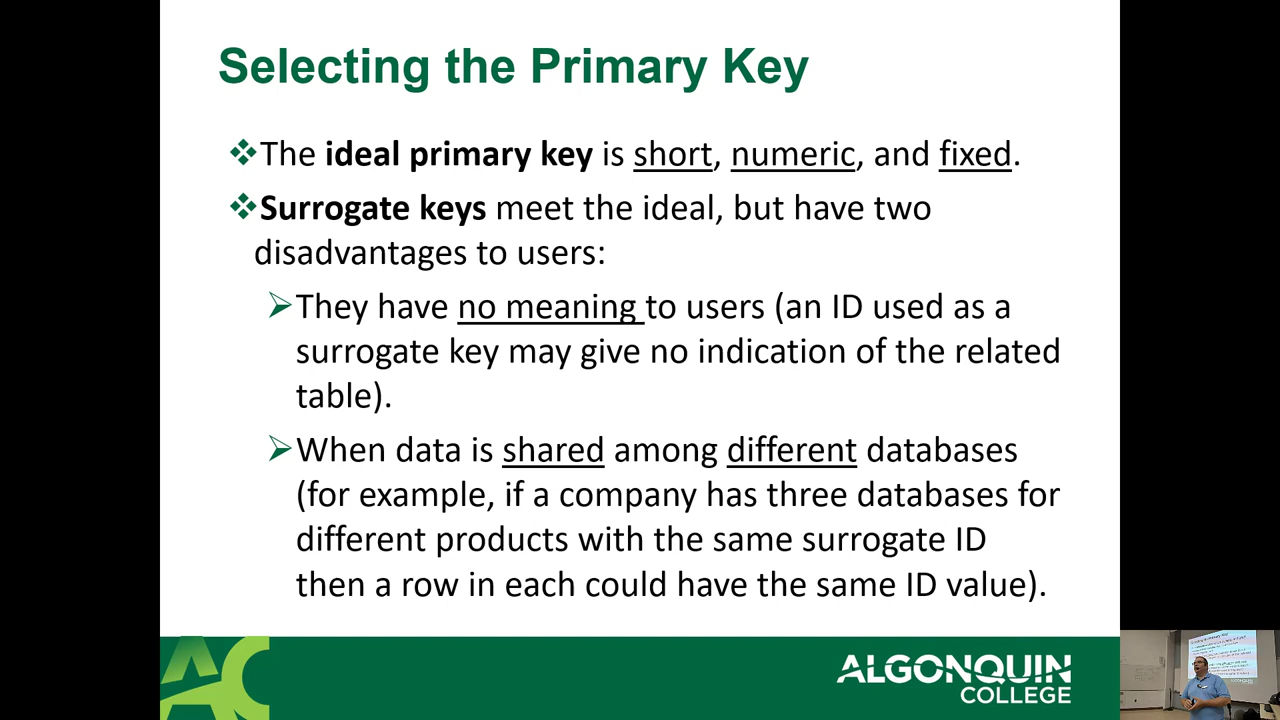 Selecting the Primary Key
❖The ideal primary key is short, numeric, and fixed.
❖Surrogate keys meet the ideal, but have two
disadvantages to users:
➢They have no meaning to users (an ID used as a
surrogate key may give no indication of the related
table).
➢When data is shared among different databases
(for example, if a company has three databases for
different products with the same surrogate ID
then a row in each could have the same ID value).
AC
ALGONQUIN
COLLEGE